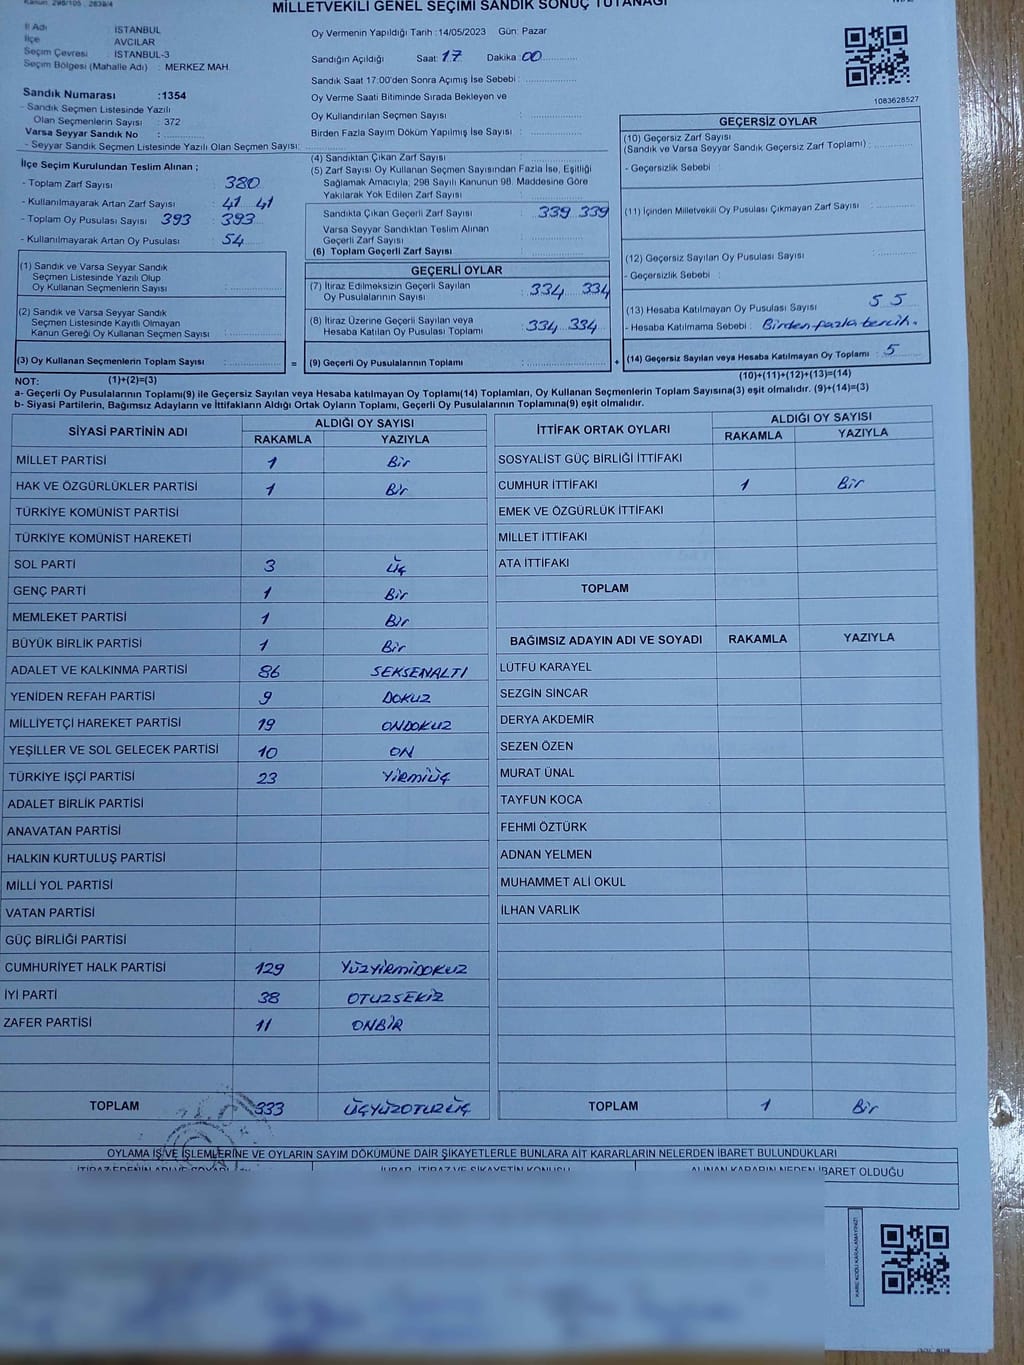 Kanun: 298/105 , 2839/4
MİLLETVEKİLİ GENEL SEÇİMİ SANDIK SONUÇ TUTANAĞI
İl Adı : İSTANBUL
İlçe : AVCILAR
Seçim Çevresi : İSTANBUL-3
Seçim Bölgesi (Mahalle Adı) : MERKEZ MAH.
Sandık Numarası :1354
- Sandık Seçmen Listesinde Yazılı
Olan Seçmenlerin Sayısı : 372
Varsa Seyyar Sandık No :
- Seyyar Sandık Seçmen Listesinde Yazılı Olan Seçmen Sayısı:
Oy Vermenin Yapıldığı Tarih :14/05/2023 Gün: Pazar
Sandığın Açıldığı Saat: 17 Dakika :00
Sandık Saat 17:00'den Sonra Açımış İse Sebebi :
Oy Verme Saati Bitiminde Sırada Bekleyen ve
Oy Kullandırılan Seçmen Sayısı :
Birden Fazla Sayım Döküm Yapılmış İse Sayısı :
1083628527
İlçe Seçim Kurulundan Teslim Alınan ;
- Toplam Zarf Sayısı : 380
- Kullanılmayarak Artan Zarf Sayısı : 41 41
- Toplam Oy Pusulası Sayısı 393 : 393
- Kullanılmayarak Artan Oy Pusulası : 54
(4) Sandıktan Çıkan Zarf Sayısı :
(5) Zarf Sayısı Oy Kullanan Seçmen Sayısından Fazla İse, Eşitliği
Sağlamak Amacıyla, 298 Sayılı Kanunun 98. Maddesine Göre
Yakılarak Yok Edilen Zarf Sayısı :
Sandıkta Çıkan Geçerli Zarf Sayısı : 339 339
Varsa Seyyar Sandıktan Teslim Alınan
Geçerli Zarf Sayısı :
(6) Toplam Geçerli Zarf Sayısı :
GEÇERSİZ OYLAR
(10) Geçersiz Zarf Sayısı
(Sandık ve Varsa Seyyar Sandık Geçersiz Zarf Toplamı) :
- Geçersizlik Sebebi :
(11) İçinden Milletvekili Oy Pusulası Çıkmayan Zarf Sayısı :
(12) Geçersiz Sayılan Oy Pusulası Sayısı :
- Geçersizlik Sebebi :
(13) Hesaba Katılmayan Oy Pusulası Sayısı 5 5
- Hesaba Katılmama Sebebi : Birden fazla tercih.
(14) Geçersiz Sayılan veya Hesaba Katılmayan Oy Toplamı : 5
(10)+(11)+(12)+(13)=(14)
(1) Sandık ve Varsa Seyyar Sandık
Seçmen Listesinde Yazılı Olup
Oy Kullanan Seçmenlerin Sayısı :
(2) Sandık ve Varsa Seyyar Sandık
Seçmen Listesinde Kayıtlı Olmayan
Kanun Gereği Oy Kullanan Seçmen Sayısı :
(3) Oy Kullanan Seçmenlerin Toplam Sayısı : =
(1)+(2)=(3)
GEÇERLİ OYLAR
(7) İtiraz Edilmeksizin Geçerli Sayılan
Oy Pusulalarının Sayısı : 334 334
(8) İtiraz Üzerine Geçerli Sayılan veya
Hesaba Katılan Oy Pusulası Toplamı : 334 334
(9) Geçerli Oy Pusulalarının Toplamı : +
NOT:
a- Geçerli Oy Pusulalarının Toplamı(9) ile Geçersiz Sayılan veya Hesaba katılmayan Oy Toplamı(14) Toplamları, Oy Kullanan Seçmenlerin Toplam Sayısına(3) eşit olmalıdır. (9)+(14)=(3)
b- Siyasi Partilerin, Bağımsız Adayların ve İttifakların Aldığı Ortak Oyların Toplamı, Geçerli Oy Pusulalarının Toplamına(9) eşit olmalıdır.
SİYASİ PARTİNİN ADI ALDIĞI OY SAYISI
RAKAMLA YAZIYLA
MİLLET PARTİSİ 1 Bir
HAK VE ÖZGÜRLÜKLER PARTİSİ 1 Bir
TÜRKİYE KOMÜNİST PARTİSİ
TÜRKİYE KOMÜNİST HAREKETİ
SOL PARTİ 3 Üç
GENÇ PARTİ 1 Bir
MEMLEKET PARTİSİ 1 Bir
BÜYÜK BİRLİK PARTİSİ 1 Bir
ADALET VE KALKINMA PARTİSİ 86 SEKSENALTI
YENİDEN REFAH PARTİSİ 9 DOKUZ
MİLLİYETÇİ HAREKET PARTİSİ 19 ONDOKUZ
YEŞİLLER VE SOL GELECEK PARTİSİ 10 ON
TÜRKİYE İŞÇİ PARTİSİ 23 YİRMİÜÇ
ADALET BİRLİK PARTİSİ
ANAVATAN PARTİSİ
HALKIN KURTULUŞ PARTİSİ
MİLLİ YOL PARTİSİ
VATAN PARTİSİ
GÜÇ BİRLİĞİ PARTİSİ
CUMHURİYET HALK PARTİSİ 129 YÜZYİRMİDOKUZ
İYİ PARTİ 38 OTUZSEKİZ
ZAFER PARTİSİ 11 ONBİR
TOPLAM 333 ÜÇYÜZOTUZÜÇ
İTTİFAK ORTAK OYLARI ALDIĞI OY SAYISI
RAKAMLA YAZIYLA
SOSYALİST GÜÇ BİRLİĞİ İTTİFAKI
CUMHUR İTTİFAKI 1 Bir
EMEK VE ÖZGÜRLÜK İTTİFAKI
MİLLET İTTİFAKI
ATA İTTİFAKI
TOPLAM
BAĞIMSIZ ADAYIN ADI VE SOYADI RAKAMLA YAZIYLA
LÜTFÜ KARAYEL
SEZGİN SİNCAR
DERYA AKDEMİR
SEZEN ÖZEN
MURAT ÜNAL
TAYFUN KOCA
FEHMİ ÖZTÜRK
ADNAN YELMEN
MUHAMMET ALİ OKUL
İLHAN VARLIK
TOPLAM 1 Bir
OYLAMA İŞ VE İŞLEMLERİNE VE OYLARIN SAYIM DÖKÜMÜNE DAİR ŞİKAYETLERLE BUNLARA AİT KARARLARIN NELERDEN İBARET BULUNDUKLARI
ALINAN KARARIN NEDEN İBARET OLDUĞU
KARE KODU KARALAMAYINIZ!